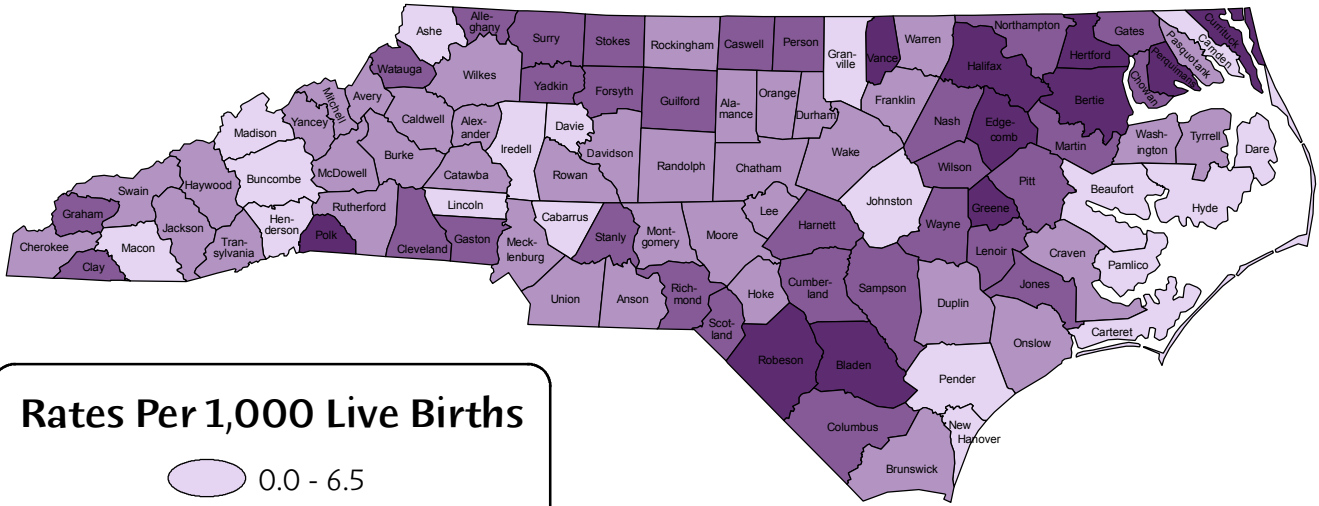 Ashe
Alle-
ghany
Surry
Stokes
Rockingham
Caswell
Person
Gran-
ville
Vance
Warren
Northampton
Gates
Currituck
Camden
Pasquotank
Perquimans
Chowan
Hertford
Halifax
Bertie
Watauga
Wilkes
Yadkin
Forsyth
Guilford
Ala-
mance
Orange
Durham
Franklin
Nash
Edge-
comb
Martin
Wash-
ington
Tyrrell
Dare
Mitchell
Avery
Yancey
Madison
Caldwell
Alex-
ander
Iredell
Davie
Davidson
Randolph
Chatham
Wake
Wilson
Pitt
Beaufort
Hyde
Burke
McDowell
Buncombe
Haywood
Swain
Catawba
Rowan
Lincoln
Rutherford
Graham
Jackson
Hen-
derson
Polk
Cleveland
Gaston
Cabarrus
Stanly
Mont-
gomery
Moore
Lee
Harnett
Johnston
Wayne
Greene
Lenoir
Craven
Pamlico
Cherokee
Clay
Macon
Tran-
sylvania
Meck-
lenburg
Union
Anson
Rich-
mond
Scot-
land
Hoke
Cumber-
land
Sampson
Duplin
Jones
Onslow
Carteret
Robeson
Bladen
Pender
Columbus
New
Hanover
Brunswick
Rates Per 1,000 Live Births
0.0 - 6.5